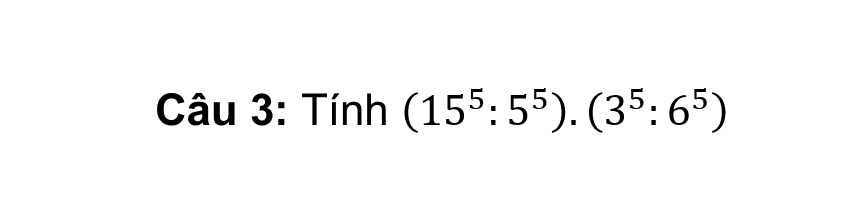 Câu 3: Tính (15⁵: 5⁵). (3⁵: 6⁵)